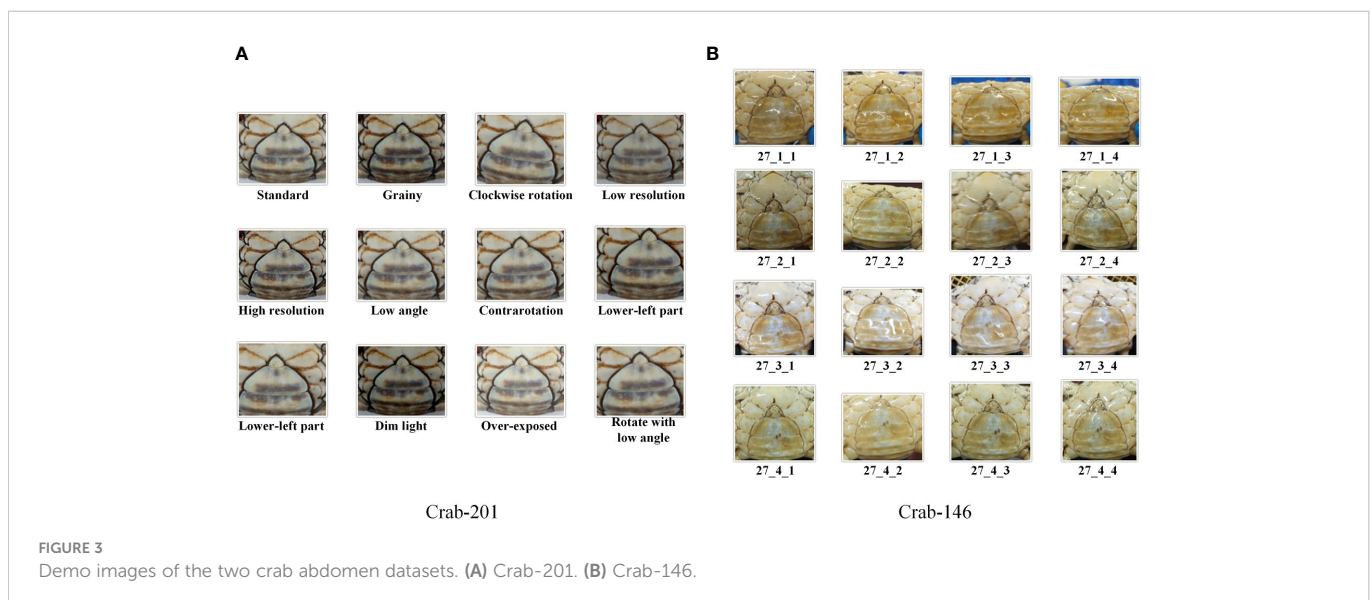 A
B
Standard
Grainy
Clockwise rotation
Low resolution
High resolution
Low angle
Contrarotation
Lower-left part
Lower-left part
Dim light
Over-exposed
Rotate with
low angle
Crab-201
27_1_1
27_1_2
27_1_3
27_1_4
27_2_1
27_2_2
27_2_3
27_2_4
27_3_1
27_3_2
27_3_3
27_3_4
27_4_1
27_4_2
27_4_3
27_4_4
Crab-146
FIGURE 3
Demo images of the two crab abdomen datasets. (A) Crab-201. (B) Crab-146.